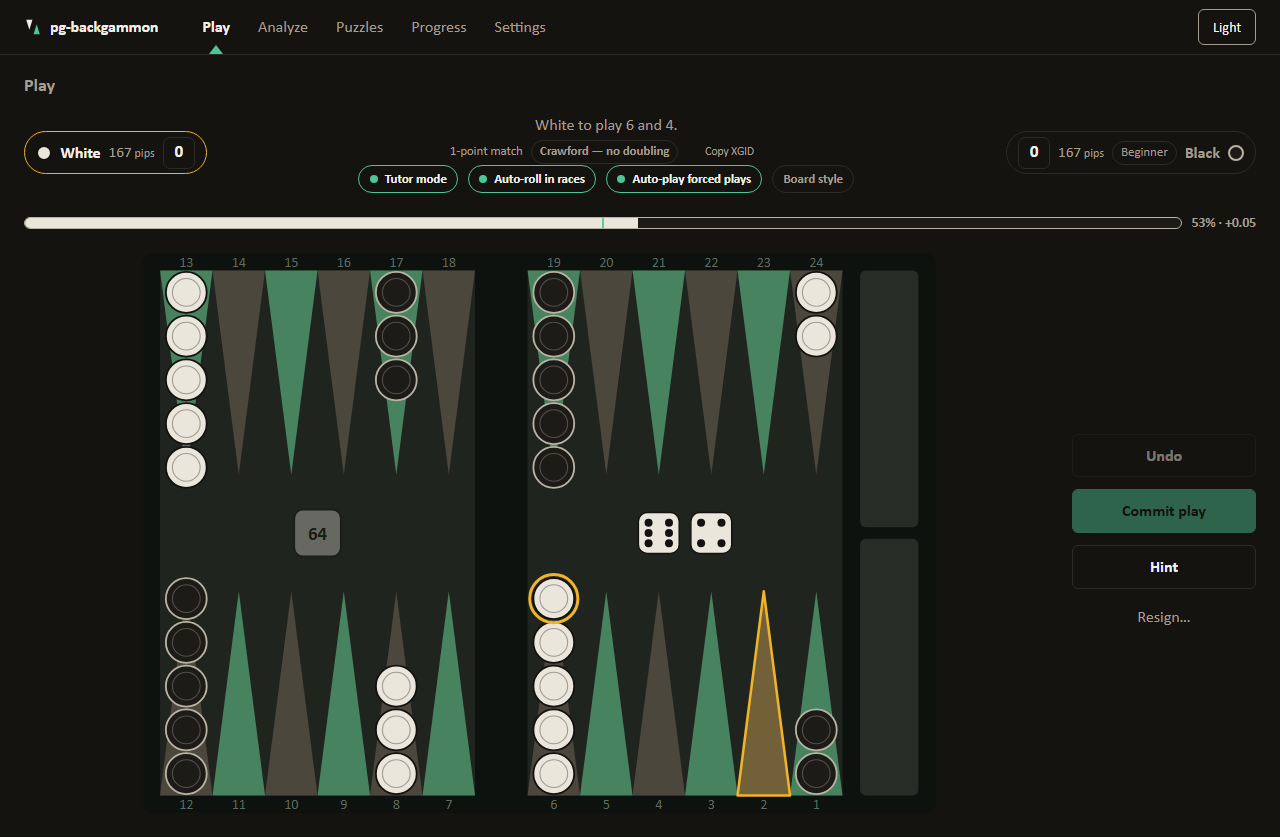 pg-backgammon Play Analyze Puzzles Progress Settings Light
Play
White to play 6 and 4.
White 167 pips 0
1-point match Crawford — no doubling Copy XGID
0 167 pips Beginner Black
Tutor mode Auto-roll in races Auto-play forced plays Board style
53% · +0.05
13 14 15 16 17 18 19 20 21 22 23 24
64
Undo
Commit play
Hint
Resign...
12 11 10 9 8 7 6 5 4 3 2 1